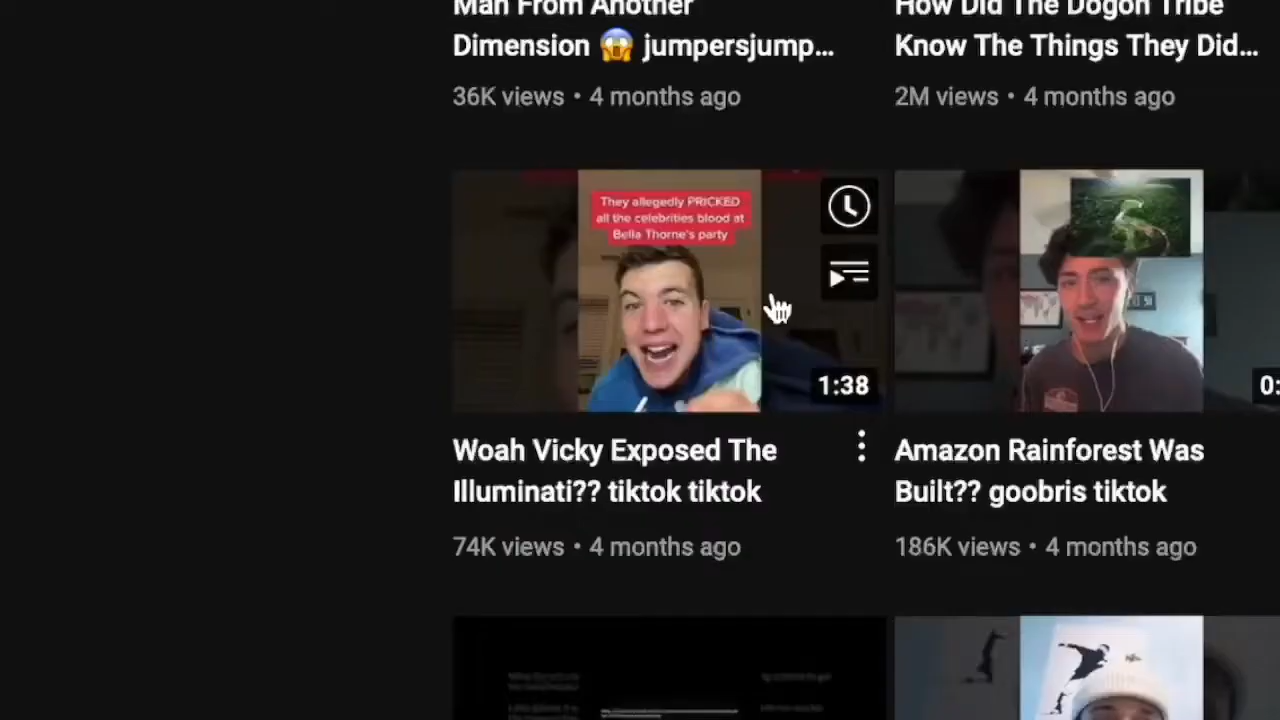 Man From Another
Dimension 😱 jumpersjump...
36K views • 4 months ago
How Did The Dogon Tribe
Know The Things They Did...
2M views • 4 months ago
They allegedly PRICKED
all the celebrities blood at
Bella Thorne's party
1:38
0:
Woah Vicky Exposed The
Illuminati?? tiktok tiktok
74K views • 4 months ago
Amazon Rainforest Was
Built?? goobris tiktok
186K views • 4 months ago